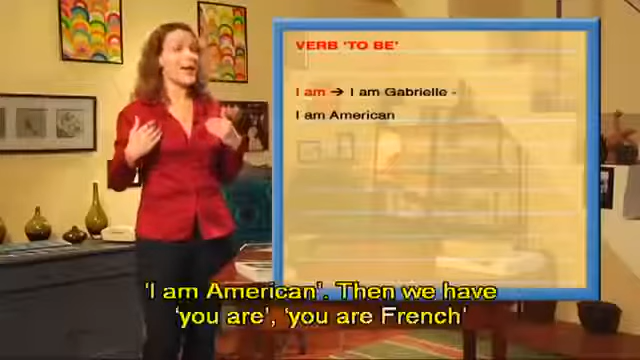 VERB 'TO BE'
I am ➔ I am Gabrielle -
I am American
'I am American'. Then we have
'you are', 'you are French'